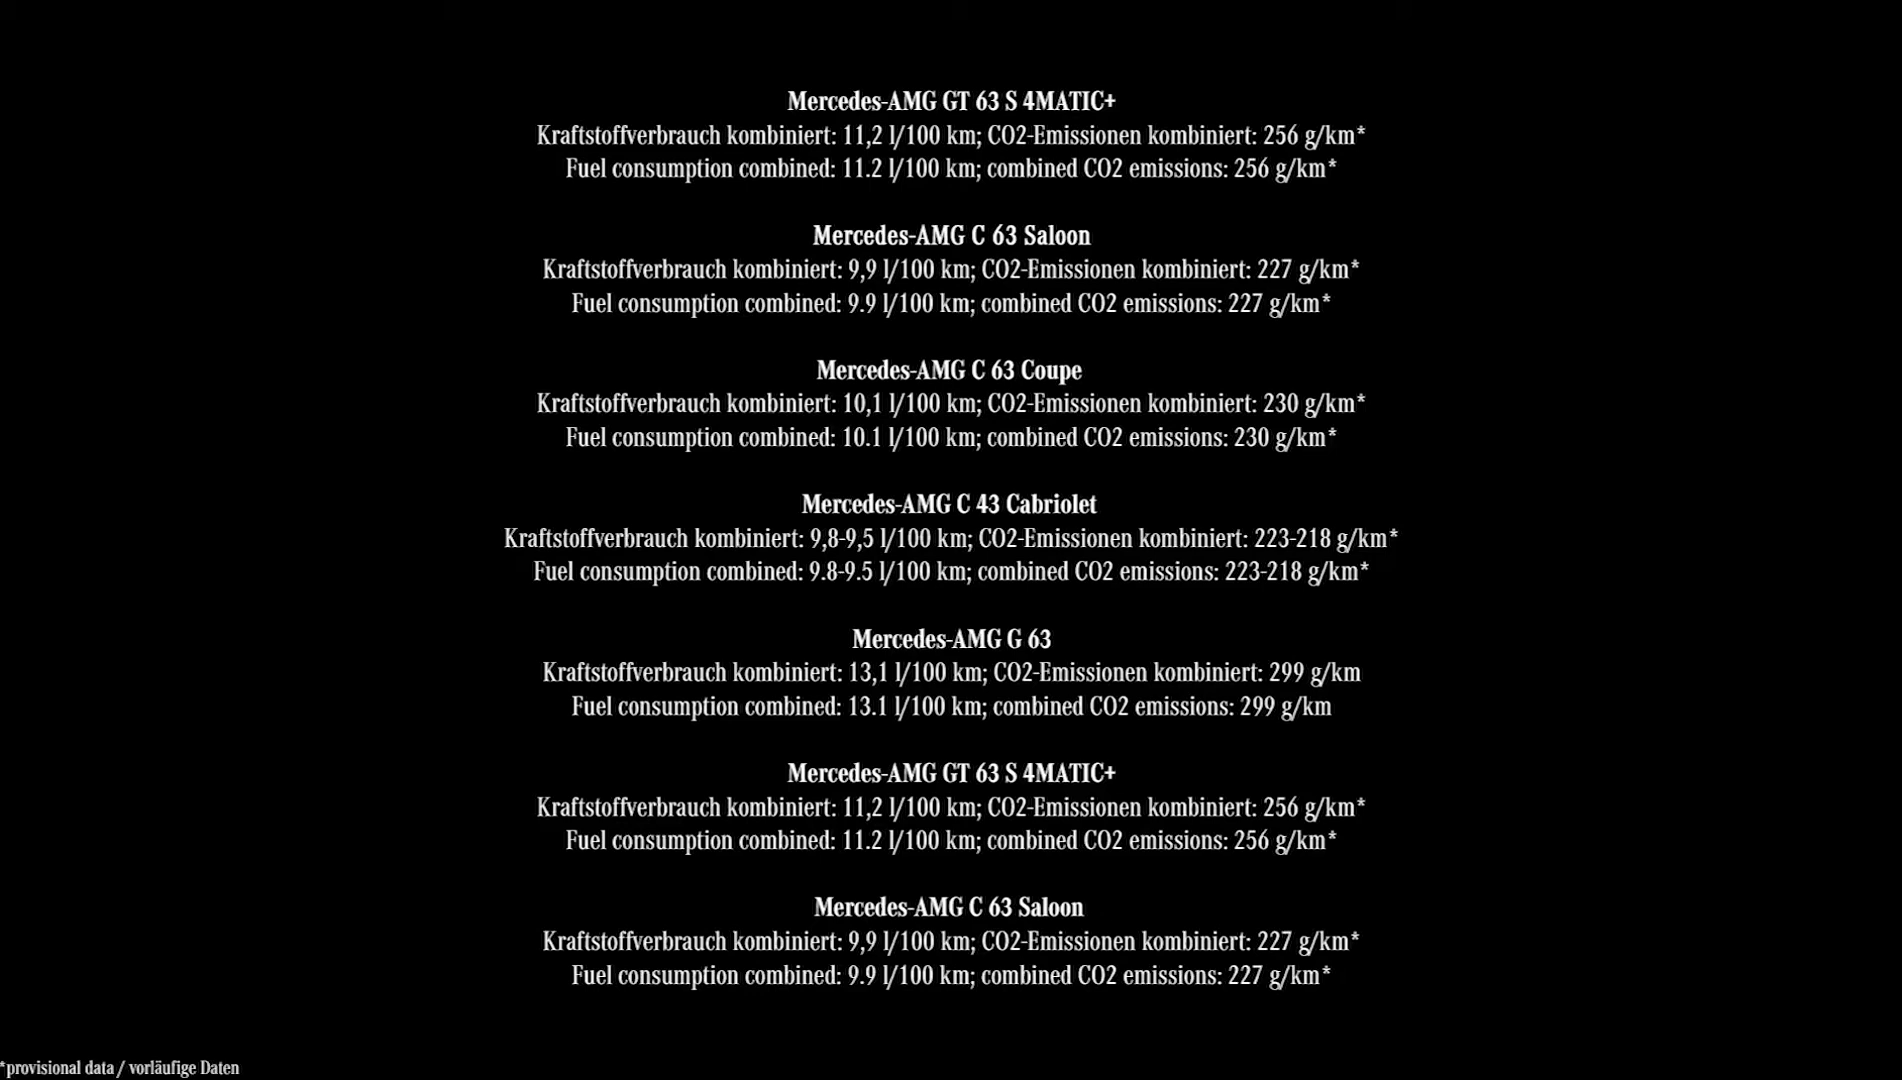 Mercedes-AMG GT 63 S 4MATIC+
Kraftstoffverbrauch kombiniert: 11,2 l/100 km; CO2-Emissionen kombiniert: 256 g/km*
Fuel consumption combined: 11.2 l/100 km; combined CO2 emissions: 256 g/km*
Mercedes-AMG C 63 Saloon
Kraftstoffverbrauch kombiniert: 9,9 l/100 km; CO2-Emissionen kombiniert: 227 g/km*
Fuel consumption combined: 9.9 l/100 km; combined CO2 emissions: 227 g/km*
Mercedes-AMG C 63 Coupe
Kraftstoffverbrauch kombiniert: 10,1 l/100 km; CO2-Emissionen kombiniert: 230 g/km*
Fuel consumption combined: 10.1 l/100 km; combined CO2 emissions: 230 g/km*
Mercedes-AMG C 43 Cabriolet
Kraftstoffverbrauch kombiniert: 9,8-9,5 l/100 km; CO2-Emissionen kombiniert: 223-218 g/km*
Fuel consumption combined: 9.8-9.5 l/100 km; combined CO2 emissions: 223-218 g/km*
Mercedes-AMG G 63
Kraftstoffverbrauch kombiniert: 13,1 l/100 km; CO2-Emissionen kombiniert: 299 g/km
Fuel consumption combined: 13.1 l/100 km; combined CO2 emissions: 299 g/km
Mercedes-AMG GT 63 S 4MATIC+
Kraftstoffverbrauch kombiniert: 11,2 l/100 km; CO2-Emissionen kombiniert: 256 g/km*
Fuel consumption combined: 11.2 l/100 km; combined CO2 emissions: 256 g/km*
Mercedes-AMG C 63 Saloon
Kraftstoffverbrauch kombiniert: 9,9 l/100 km; CO2-Emissionen kombiniert: 227 g/km*
Fuel consumption combined: 9.9 l/100 km; combined CO2 emissions: 227 g/km*
*provisional data / vorläufige Daten